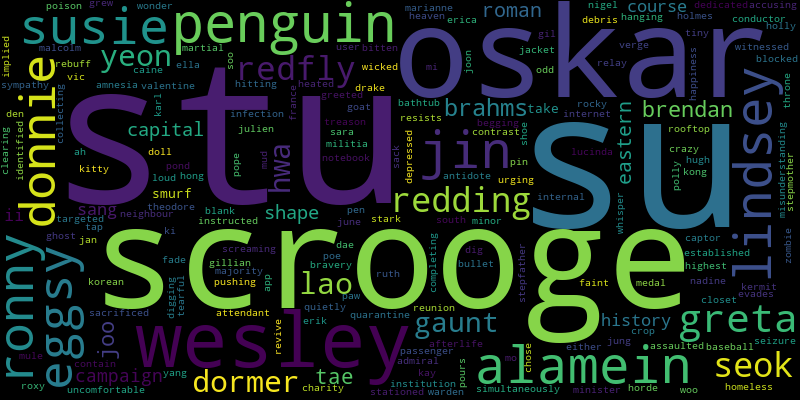 poison grew wonder marianne roman nigel course dedicated accusing
susie penguin heaven erica debris hanging holmes conductor
implied malcolm martial user bitten oskar gil jacket verge tiny holly
yeon rebuff caine ella soo redfly wicked mi joon odd relay happiness witnessed blocked
sympathy vic amnesia valentine hitting heated greeted drake lindsey throne
donnie collecting stu infection france goat bathtub brahms take rocky brendan
den karl julien treason resists begging internet rooftop
clearing identified capital sara militia contrast shoe eastern crazy misunderstanding
ah doll pope mud hwa notebook sack depressed jin pin su lucinda hugh
kitty loud pond hong antidote urging polly kong stepmother
smurf redding internal
ii sang theodore blank shape pen stark south minor whisper captor
targeted neighbour instructed june
tap ki
ghost jan screaming dae dig established zombie
ronny eggsy fade gillian poe stepfather scrooge completing bullet highest
korean majority bravery ruth faint medal nadine
digging tearful pushing app lao paw closet kermit
sacrificed attendant quietly quarantine reunion evades
joo wesley revive erik gaunt history greta
mule passenger afterlife chose crop assaulted baseball seizure
contain admiral mo either jung
campaign yang dormer tae kay pours alamein horde seok
roxy charity institution minister woo homeless
uncomfortable stationed warden simultaneously